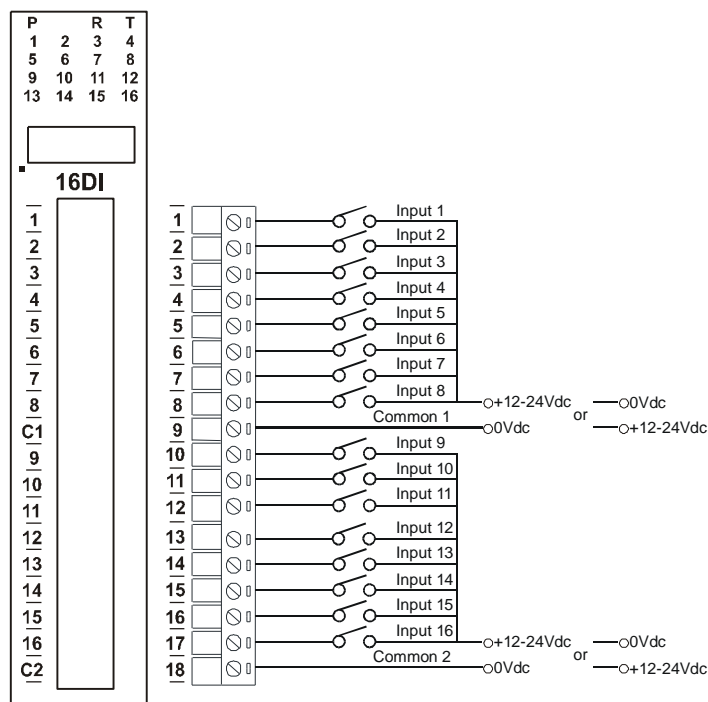 P R T
1 2 3 4
5 6 7 8
9 10 11 12
13 14 15 16
16DI
1
2
3
4
5
6
7
8
C1
9
10
11
12
13
14
15
16
C2
1 Input 1
2 Input 2
3 Input 3
4 Input 4
5 Input 5
6 Input 6
7 Input 7
8 Input 8 +12-24Vdc or 0Vdc
9 Common 1 0Vdc +12-24Vdc
10 Input 9
11 Input 10
12 Input 11
13 Input 12
14 Input 13
15 Input 14
16 Input 15
17 Input 16 +12-24Vdc or 0Vdc
18 Common 2 0Vdc +12-24Vdc